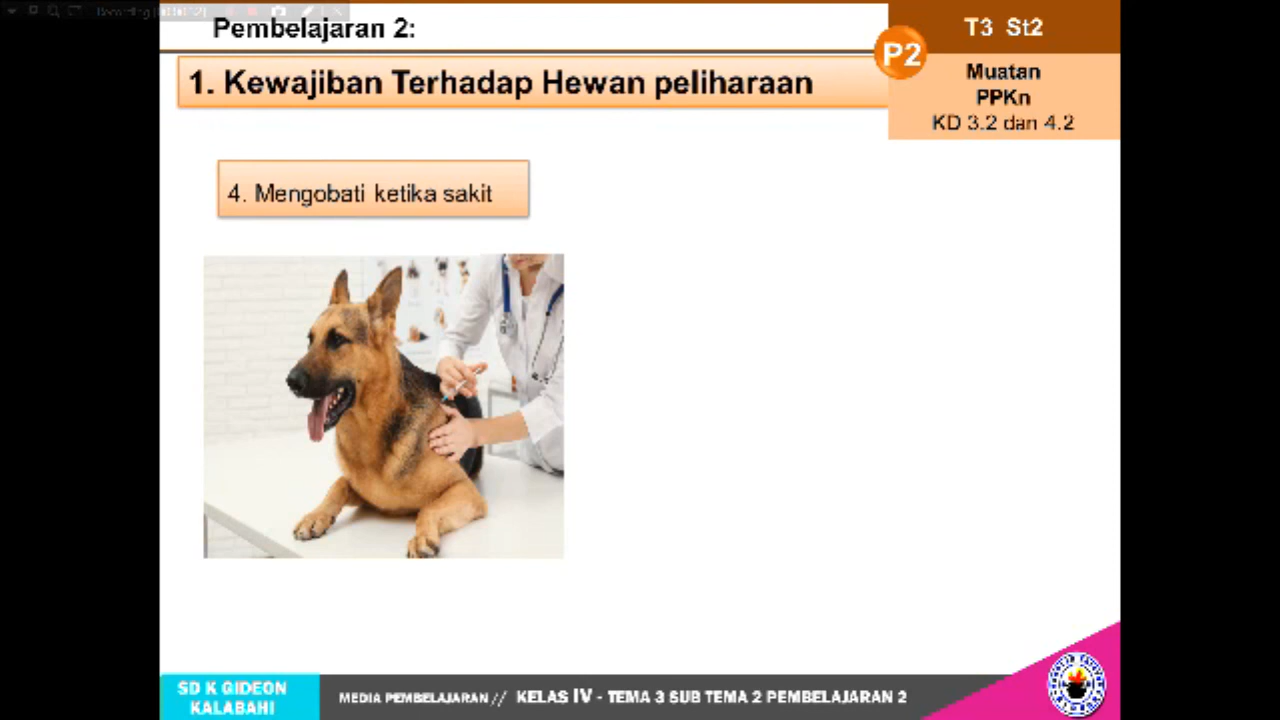 Pembelajaran 2:
T3 St2
P2
1. Kewajiban Terhadap Hewan peliharaan
Muatan
PPKn
KD 3.2 dan 4.2
4. Mengobati ketika sakit
SD K GIDEON
KALABAHI
MEDIA PEMBELAJARAN // KELAS IV - TEMA 3 SUB TEMA 2 PEMBELAJARAN 2